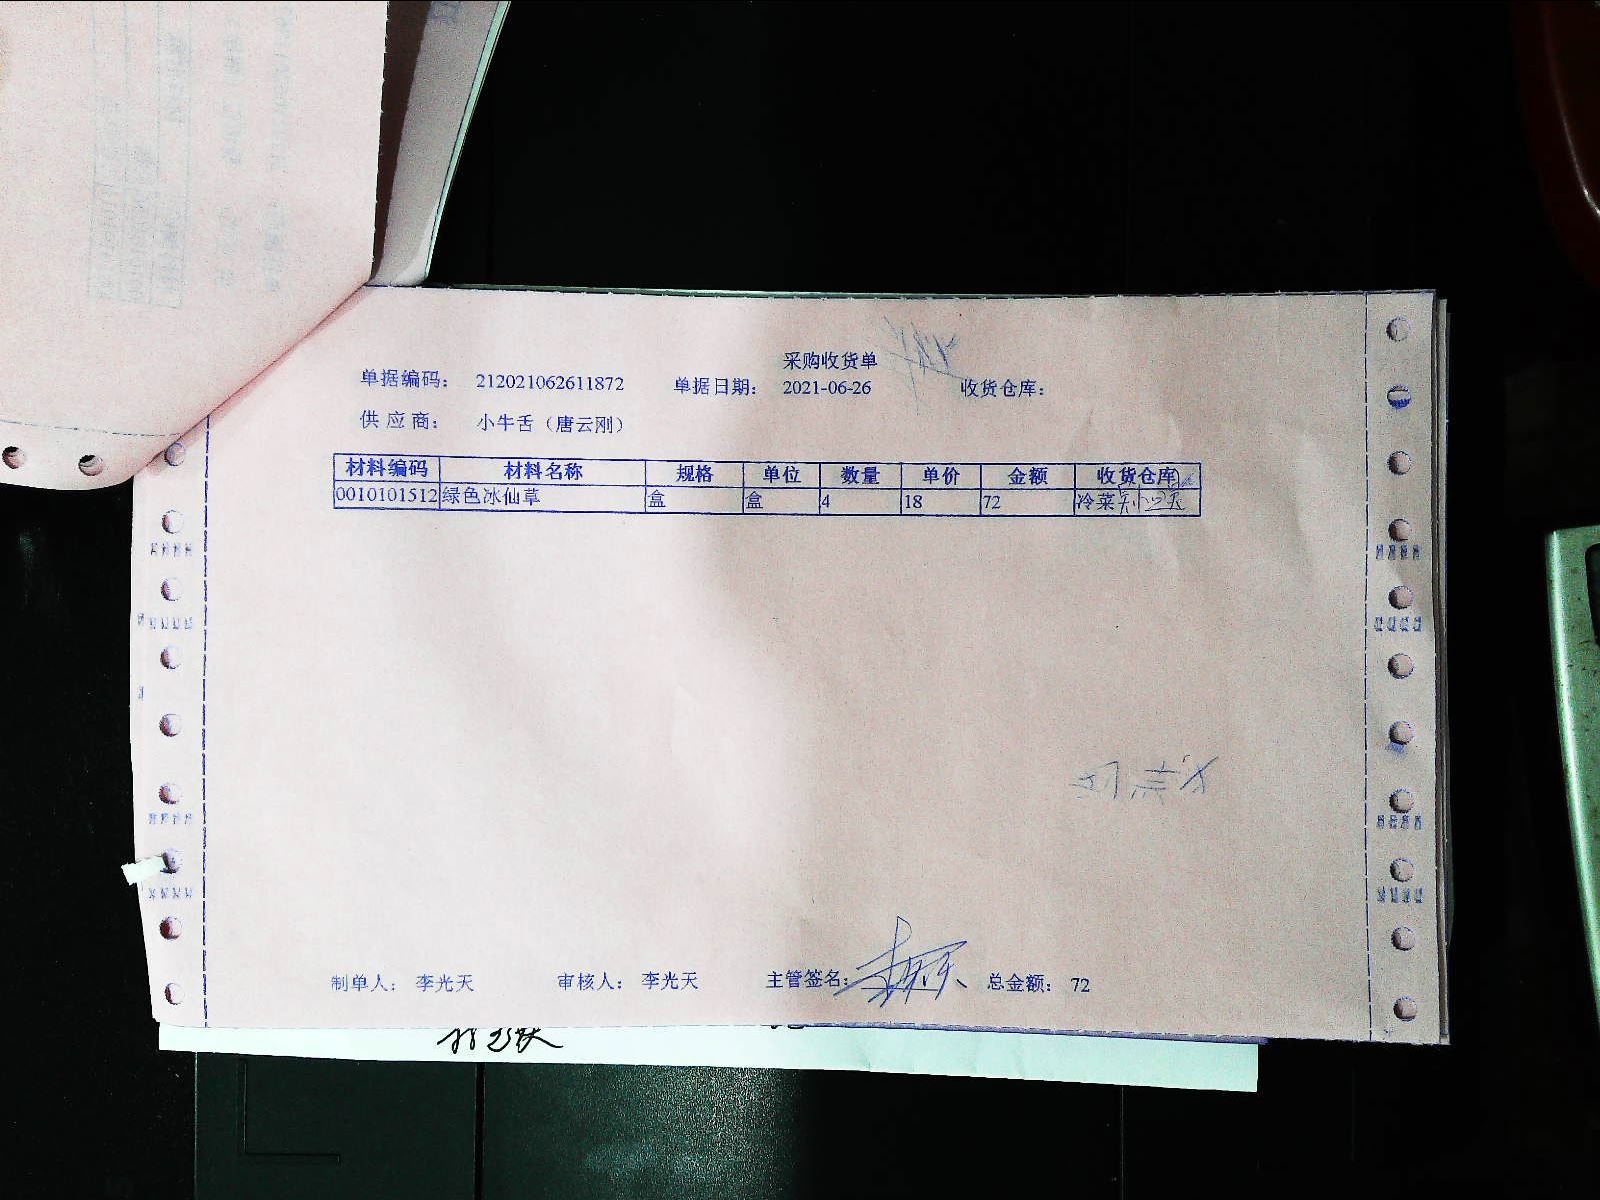 采购收货单
单据编码： 212021062611872 单据日期： 2021-06-26 收货仓库：
供 应 商： 小牛舌（唐云刚）
材料编码 材料名称 规格 单位 数量 单价 金额 收货仓库
0010101512 绿色冰仙草 盒 盒 4 18 72 冷菜
制单人： 李光天 审核人： 李光天 主管签名： 总金额： 72